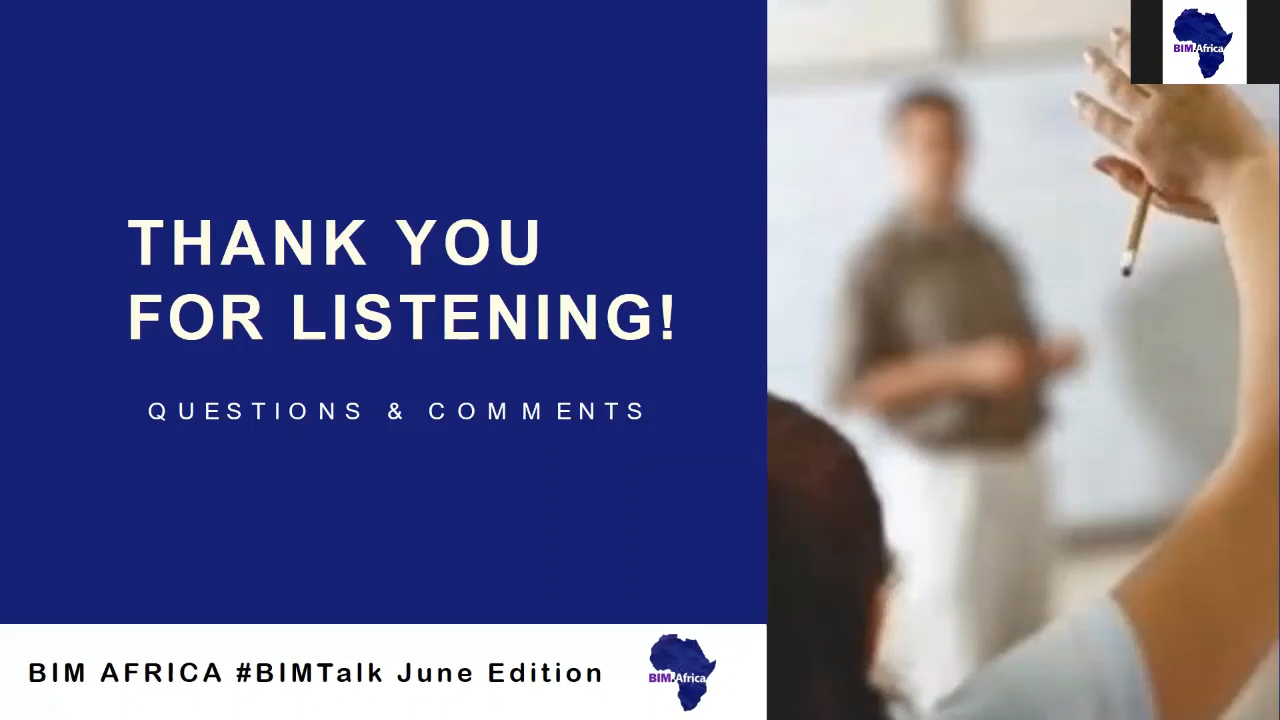 THANK YOU
FOR LISTENING!
QUESTIONS & COMMENTS
BIM AFRICA #BIMTalk June Edition
BIM.Africa
BIM.Africa